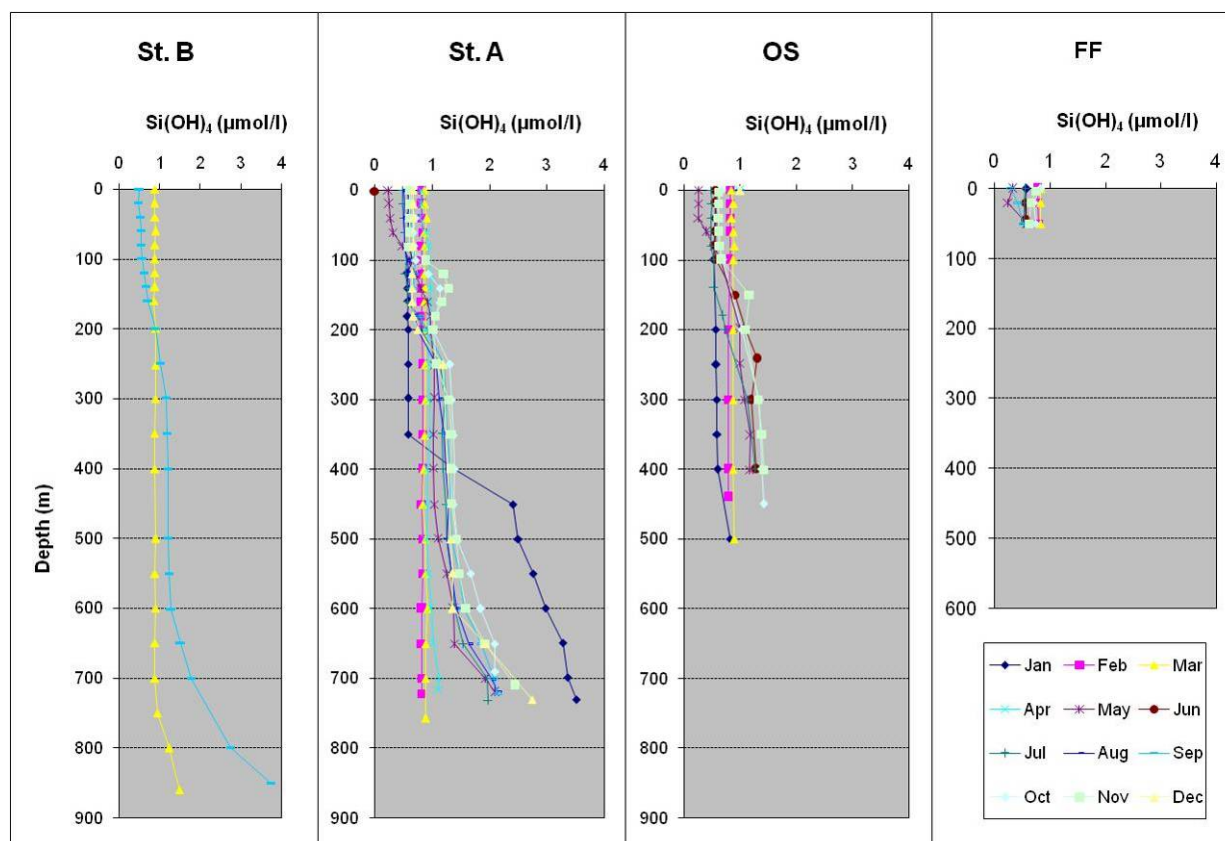 St. B St. A OS FF
Si(OH)₄ (µmol/l) Si(OH)₄ (µmol/l) Si(OH)₄ (µmol/l) Si(OH)₄ (µmol/l)
0 1 2 3 4 0 1 2 3 4 0 1 2 3 4 0 1 2 3 4
0 0 0 0
100 100 100 100
200 200 200 200
300 300 300 300
400 400 400 400
500 500 500 500
600 600 600 600
700 700 700
800 800 800
900 900 900
Depth (m)
Jan Feb Mar
Apr May Jun
Jul Aug Sep
Oct Nov Dec